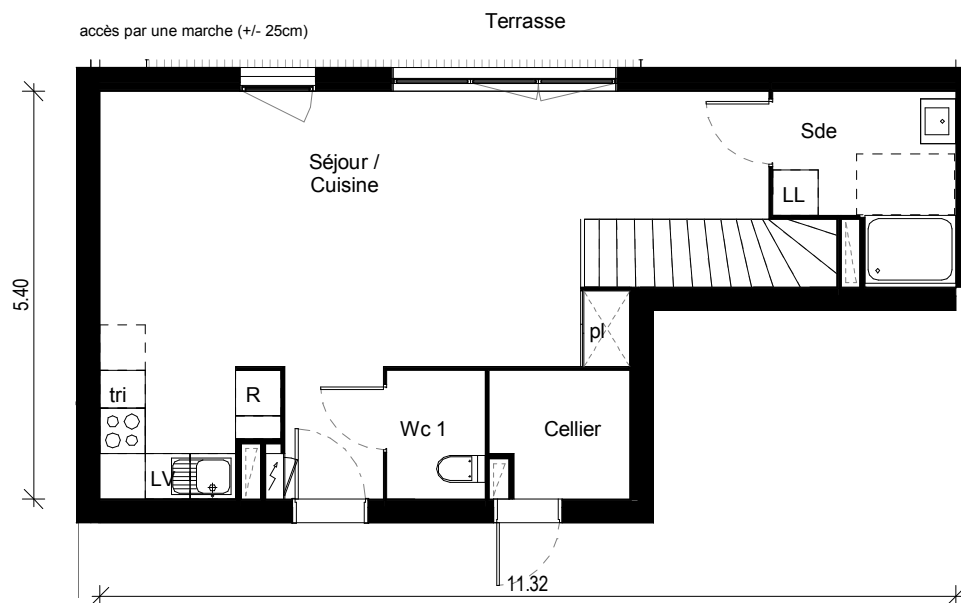 Terrasse
accès par une marche (+/- 25cm)
Sde
Séjour /
Cuisine
LL
5.40
pl
tri
R
Wc 1
Cellier
LV
11.32